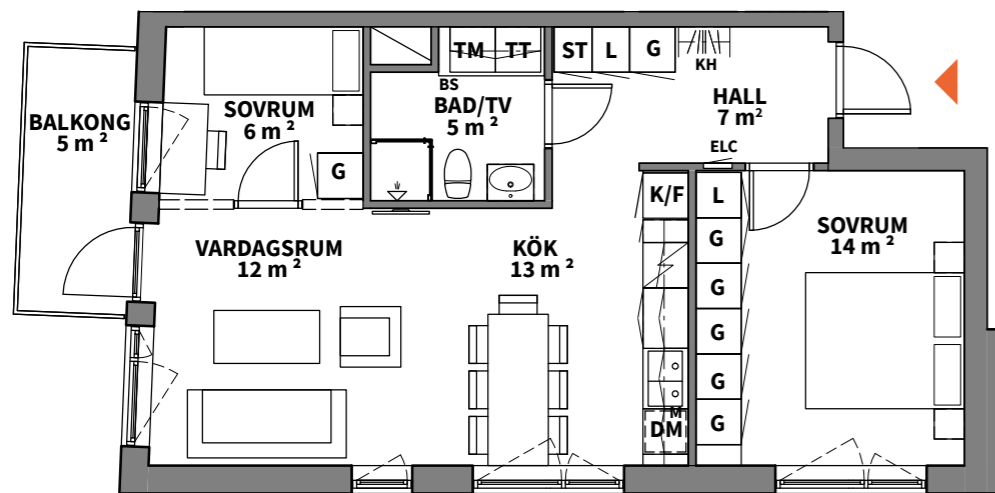 TM
TT
ST
L
G
KH
BS
BAD/TV
5 m²
HALL
7 m²
SOVRUM
6 m²
BALKONG
5 m²
G
ELC
K/F
L
G
G
G
G
G
SOVRUM
14 m²
VARDAGSRUM
12 m²
KÖK
13 m²
M
DM